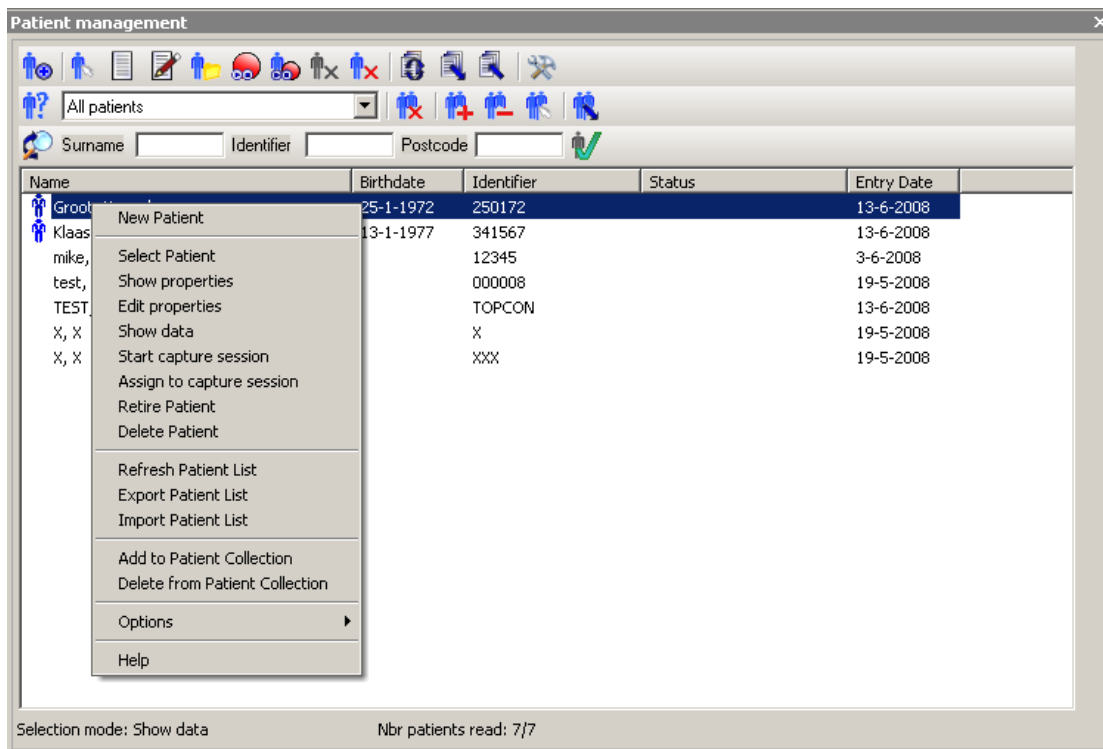 Patient management
All patients
Surname Identifier Postcode
Name Birthdate Identifier Status Entry Date
25-1-1972 250172 13-6-2008
Klaas 13-1-1977 341567 13-6-2008
mike, 12345 3-6-2008
test, 000008 19-5-2008
TEST_ TOPCON 13-6-2008
X, X X 19-5-2008
X, X XXX 19-5-2008
New Patient
Select Patient
Show properties
Edit properties
Show data
Start capture session
Assign to capture session
Retire Patient
Delete Patient
Refresh Patient List
Export Patient List
Import Patient List
Add to Patient Collection
Delete from Patient Collection
Options
Help
Selection mode: Show data Nbr patients read: 7/7